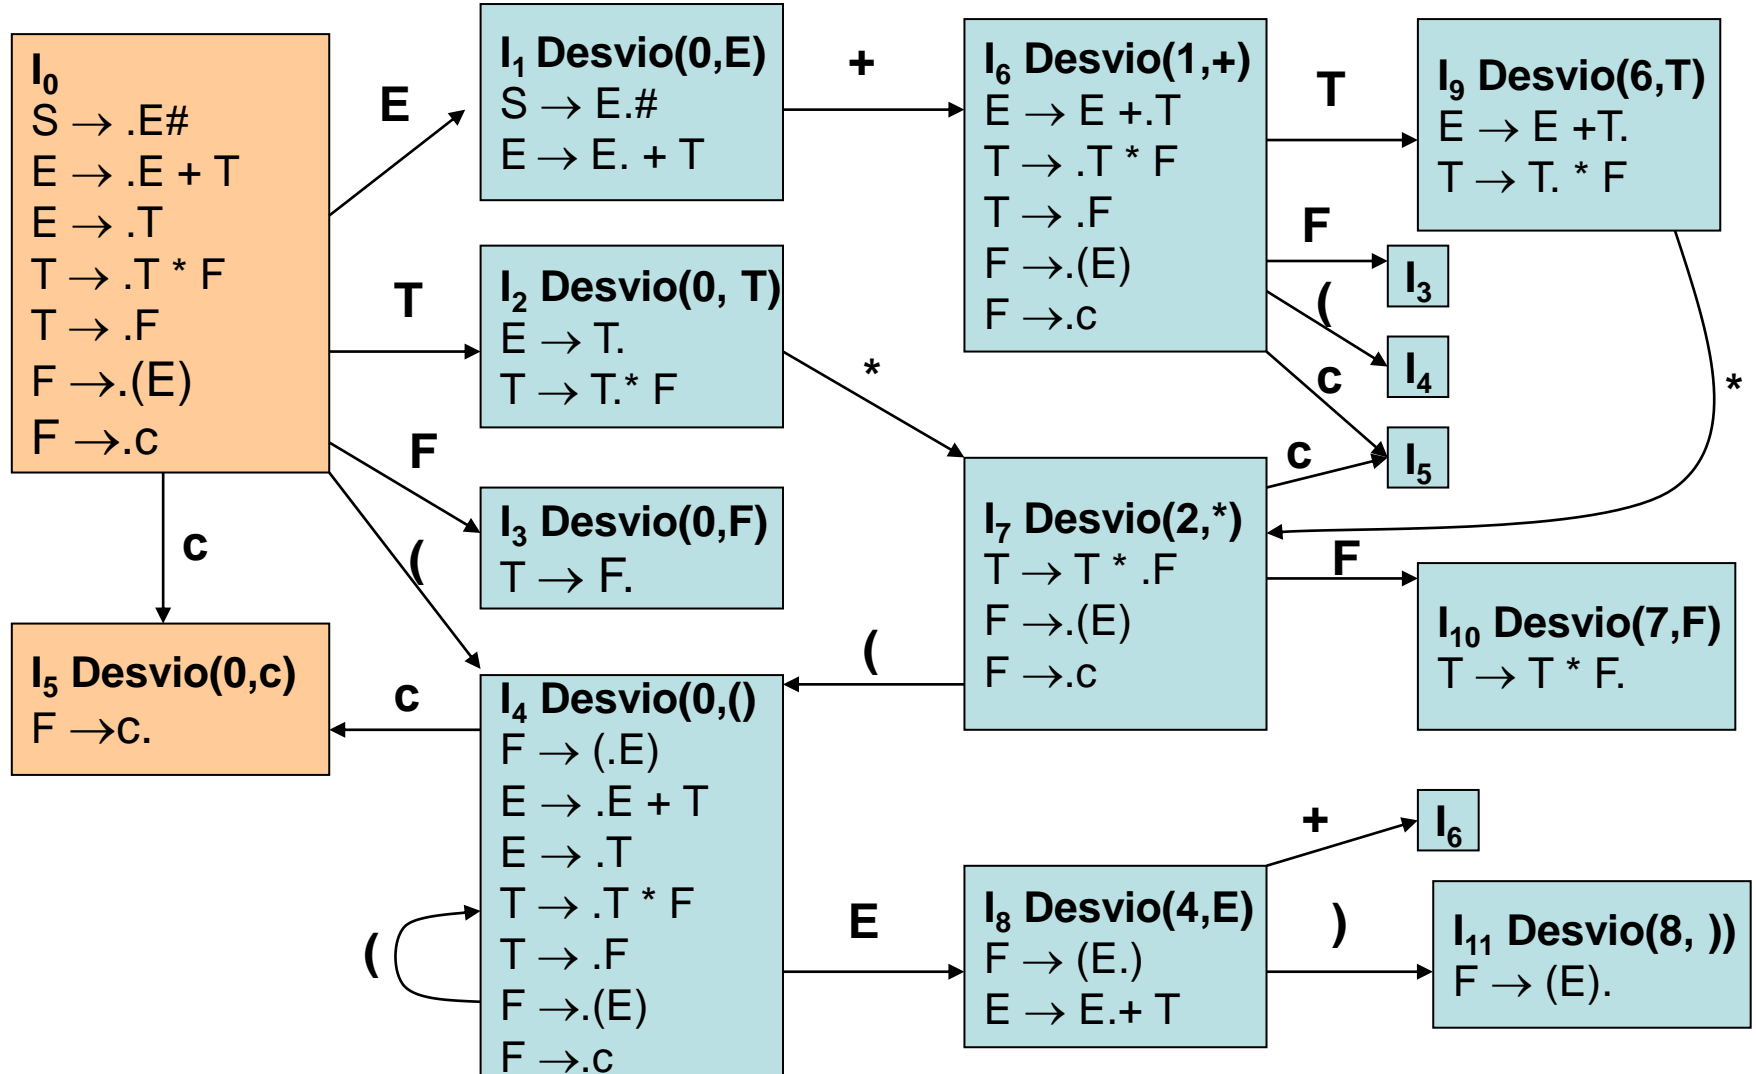 I0
S → .E#
E → .E + T
E → .T
T → .T * F
T → .F
F →.(E)
F →.c
E
T
F
(
c
I5 Desvio(0,c)
F →c.
I1 Desvio(0,E)
S → E.#
E → E. + T
I2 Desvio(0, T)
E → T.
T → T.* F
I3 Desvio(0,F)
T → F.
I4 Desvio(0,()
F → (.E)
E → .E + T
E → .T
T → .T * F
T → .F
F →.(E)
F →.c
c
(
+
*
(
E
I6 Desvio(1,+)
E → E +.T
T → .T * F
T → .F
F →.(E)
F →.c
I7 Desvio(2,*)
T → T * .F
F →.(E)
F →.c
I8 Desvio(4,E)
F → (E.)
E → E.+ T
T
F
(
c
c
F
+
)
I9 Desvio(6,T)
E → E +T.
T → T. * F
*
I3
I4
I5
I10 Desvio(7,F)
T → T * F.
I6
I11 Desvio(8, ))
F → (E).